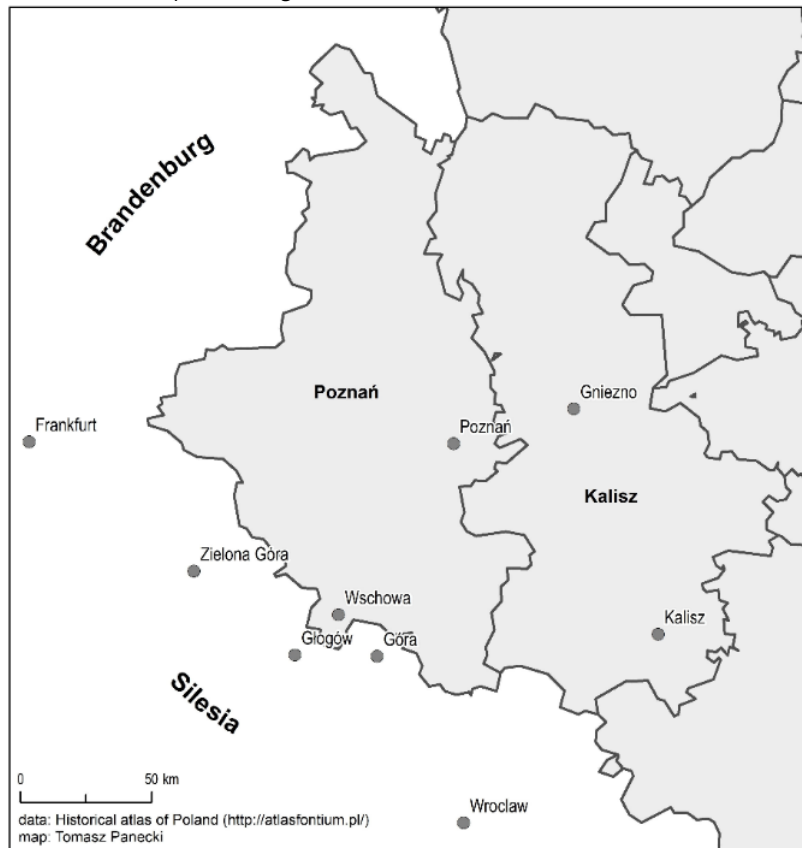 Brandenburg
Poznań
Gniezno
Frankfurt
Poznań
Kalisz
Zielona Góra
Wschowa
Kalisz
Głogów
Góra
Silesia
0 50 km
Wroclaw
data: Historical atlas of Poland (http://atlasfontium.pl/)
map: Tomasz Panecki